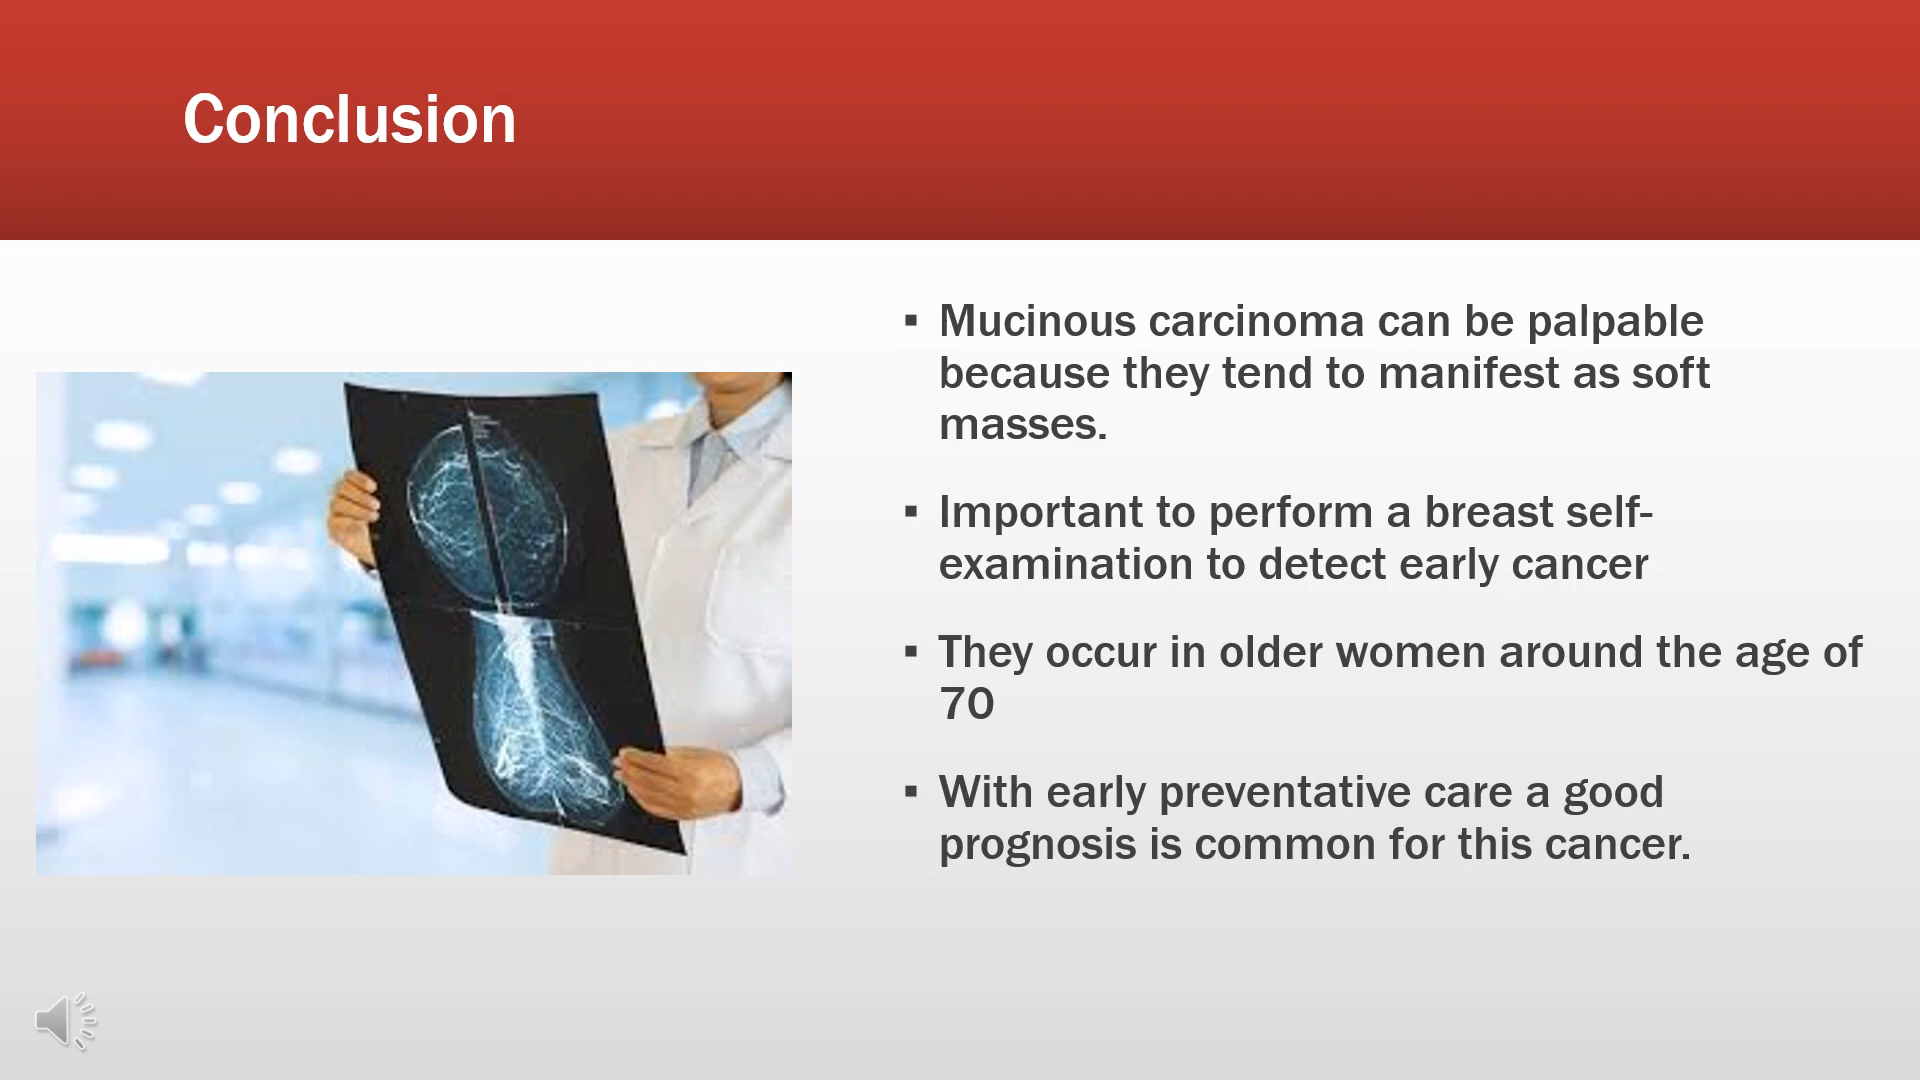 Conclusion
▪ Mucinous carcinoma can be palpable
because they tend to manifest as soft
masses.
▪ Important to perform a breast self-
examination to detect early cancer
▪ They occur in older women around the age of
70
▪ With early preventative care a good
prognosis is common for this cancer.